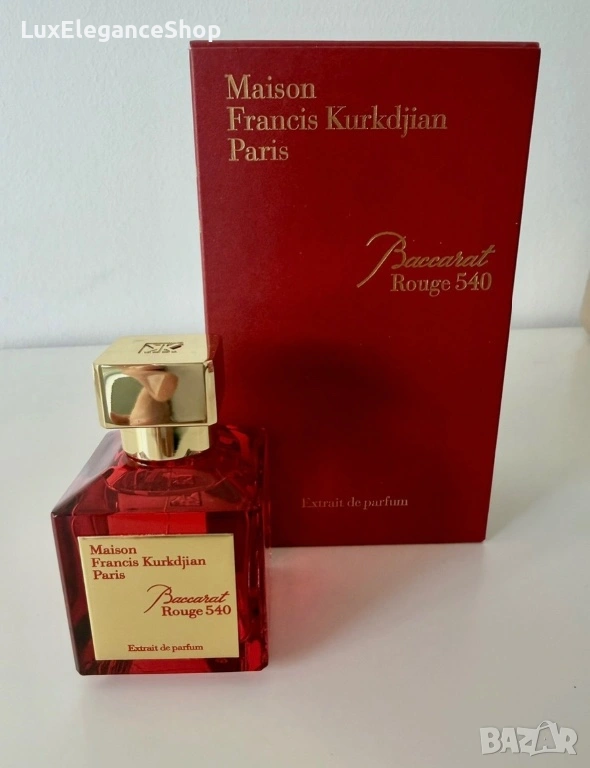 LuxEleganceShop
Maison
Francis Kurkdjian
Paris
Baccarat
Rouge 540
Extrait de parfum
Maison
Francis Kurkdjian
Paris
Baccarat
Rouge 540
Extrait de parfum
BAZAR